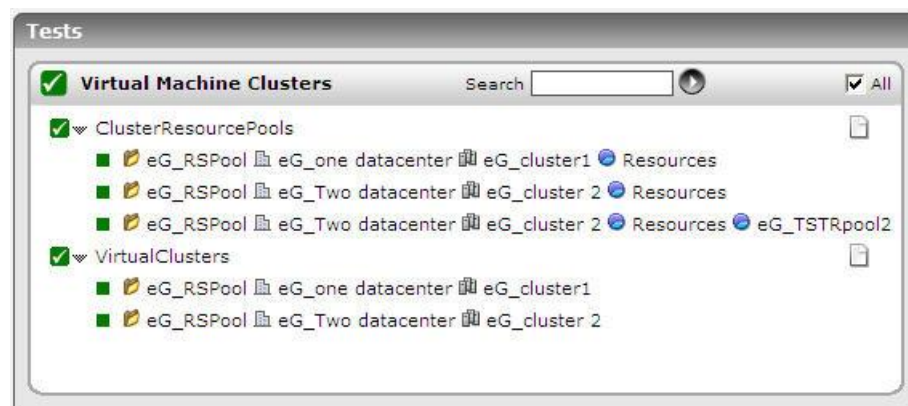 Tests
Virtual Machine Clusters Search All
ClusterResourcePools
eG_RSPool eG_one datacenter eG_cluster1 Resources
eG_RSPool eG_Two datacenter eG_cluster 2 Resources
eG_RSPool eG_Two datacenter eG_cluster 2 Resources eG_TSTRpool2
VirtualClusters
eG_RSPool eG_one datacenter eG_cluster1
eG_RSPool eG_Two datacenter eG_cluster 2